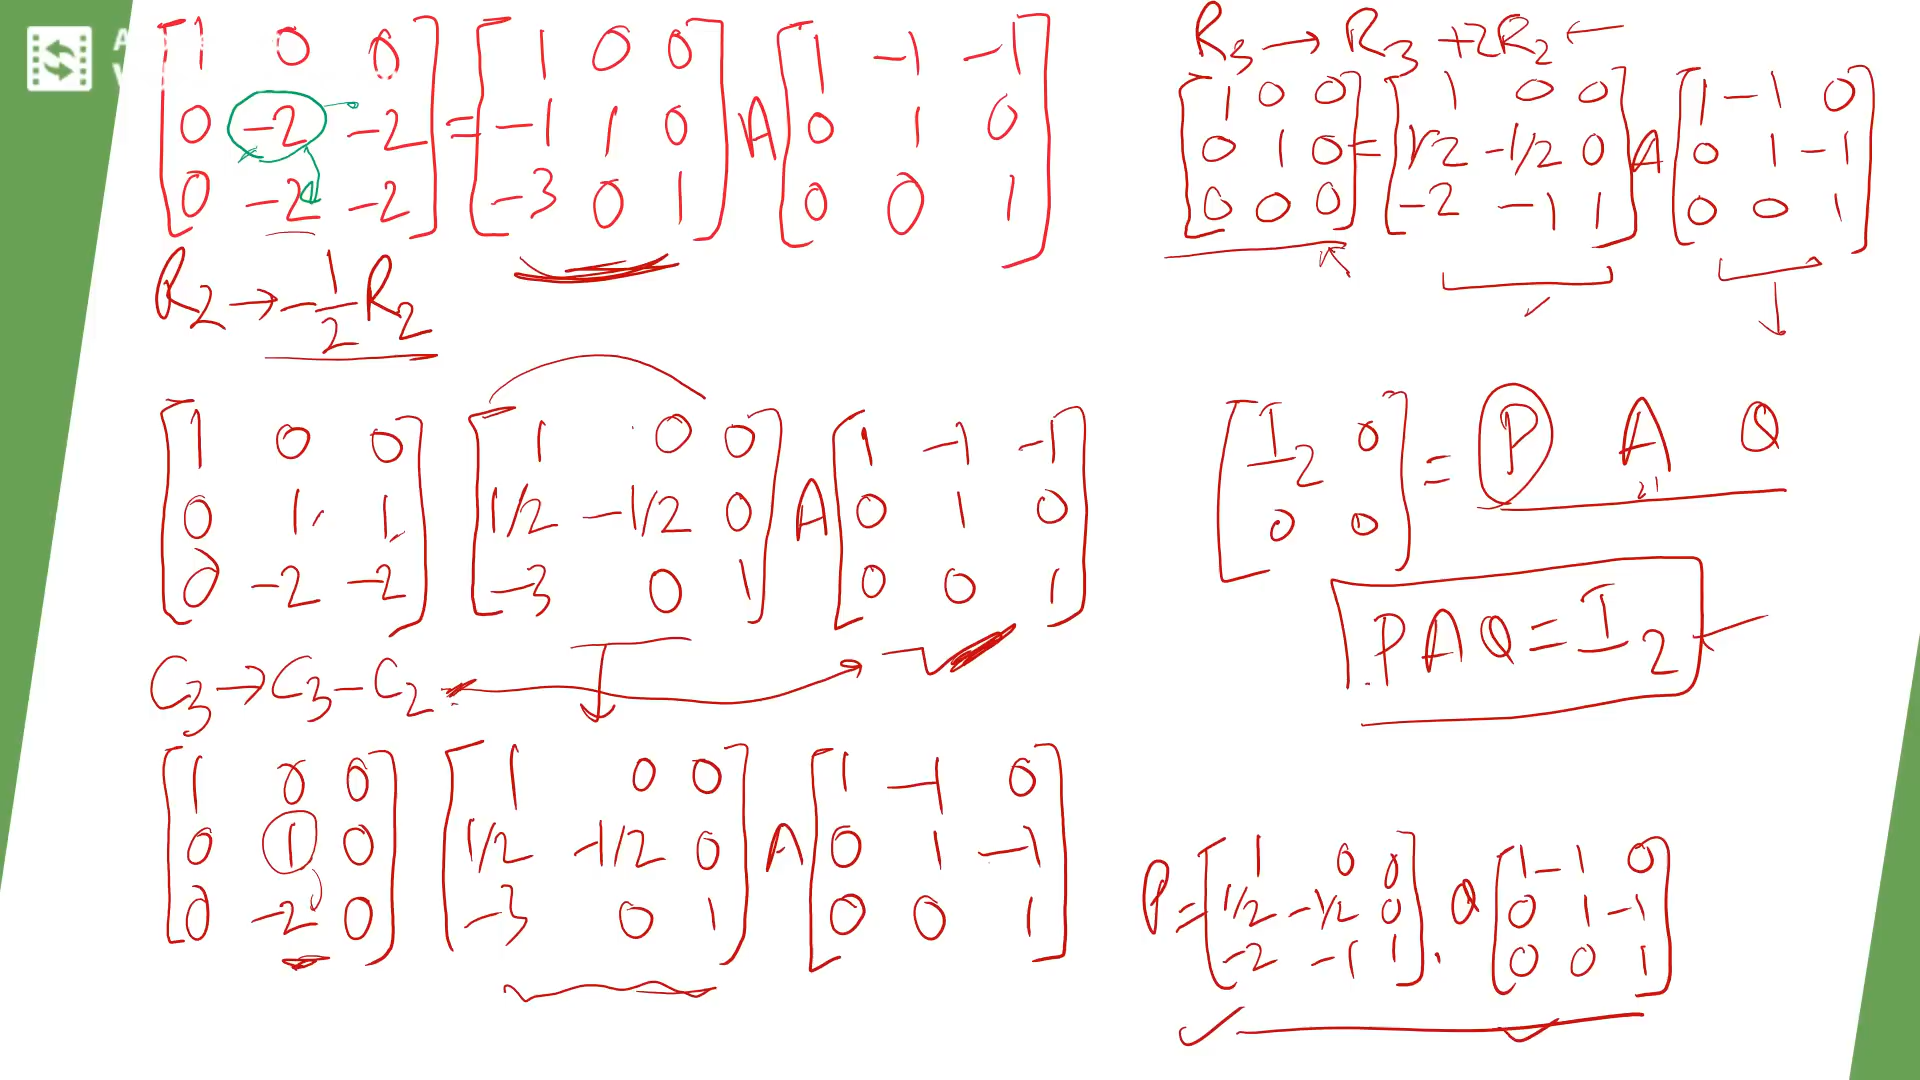 [1 0 0; 0 -2 -2; 0 -2 -2] = [1 0 0; -1 1 0; -3 0 1] A [1 -1 -1; 0 1 0; 0 0 1]
R2 → -1/2 R2
[1 0 0; 0 1 1; 0 -2 -2] [1 0 0; 1/2 -1/2 0; -3 0 1] A [1 -1 -1; 0 1 0; 0 0 1]
C3 → C3 - C2
[1 0 0; 0 1 0; 0 -2 0] [1 0 0; 1/2 -1/2 0; -3 0 1] A [1 -1 0; 0 1 -1; 0 0 1]
R3 → R3 +2R2 ←
[1 0 0; 0 1 0; 0 0 0] = [1 0 0; 1/2 -1/2 0; -2 -1 1] A [1 -1 0; 0 1 -1; 0 0 1]
[I2 0; 0 0] = P A Q
PAQ = I2
P = [1 0 0; 1/2 -1/2 0; -2 -1 1] . Q [1 -1 0; 0 1 -1; 0 0 1]